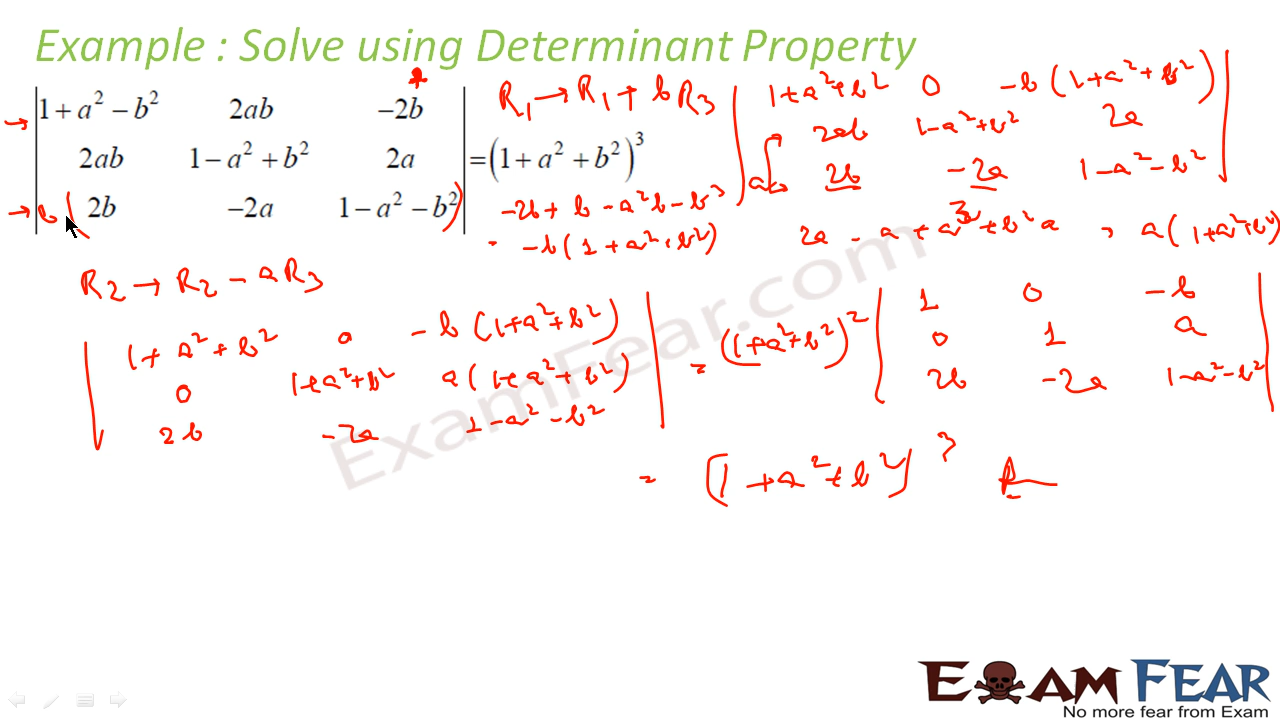 Example : Solve using Determinant Property
| 1 + a² − b²   2ab   −2b |
| 2ab   1 − a² + b²   2a | = (1 + a² + b²)³
→ b( 2b   −2a   1 − a² − b² ) |
R₁ → R₁ + b R₃
| 1+a²+b²   0   −b(1+a²+b²) |
| 2ab   1−a²+b²   2a |
| 2b   −2a   1−a²−b² |
−2b + b − a²b − b³
= −b(1 + a² + b²)
2a − a + a³ + b²a = a(1+a²+b²)
R₂ → R₂ − aR₃
| 1 + a² + b²   0   −b(1+a²+b²) |
| 0   1+a²+b²   a(1+a²+b²) |
| 2b   −2a   1−a²−b² |
= (1+a²+b²)² | 1   0   −b |
| 0   1   a |
| 2b   −2a   1−a²−b² |
= (1 + a² + b²)³
ExamFear.com
EXAM FEAR
No more fear from Exam